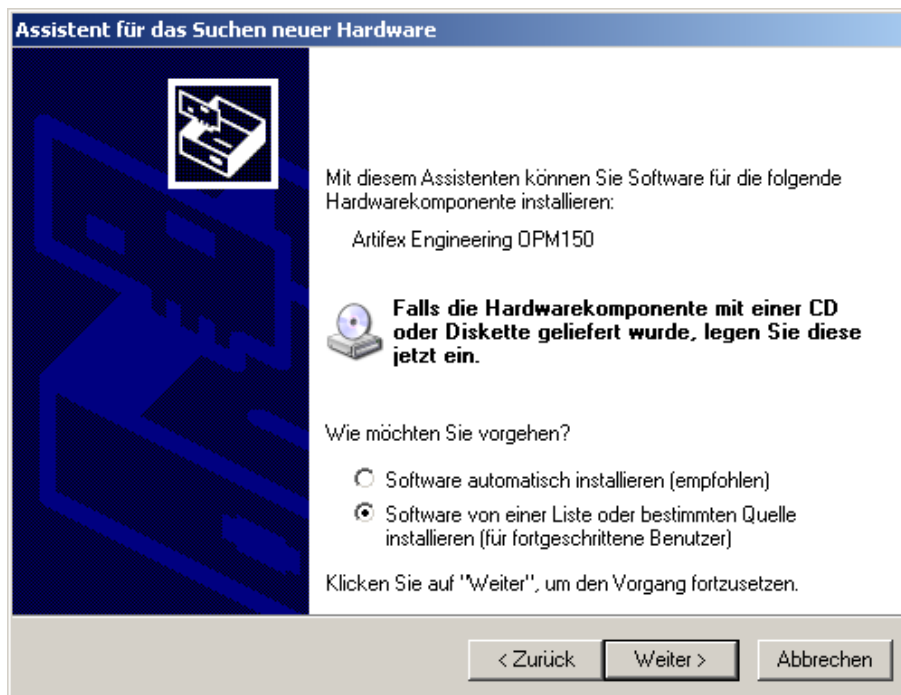 Assistent für das Suchen neuer Hardware
Mit diesem Assistenten können Sie Software für die folgende
Hardwarekomponente installieren:
Artifex Engineering OPM150
Falls die Hardwarekomponente mit einer CD
oder Diskette geliefert wurde, legen Sie diese
jetzt ein.
Wie möchten Sie vorgehen?
Software automatisch installieren (empfohlen)
Software von einer Liste oder bestimmten Quelle
installieren (für fortgeschrittene Benutzer)
Klicken Sie auf "Weiter", um den Vorgang fortzusetzen.
< Zurück Weiter > Abbrechen